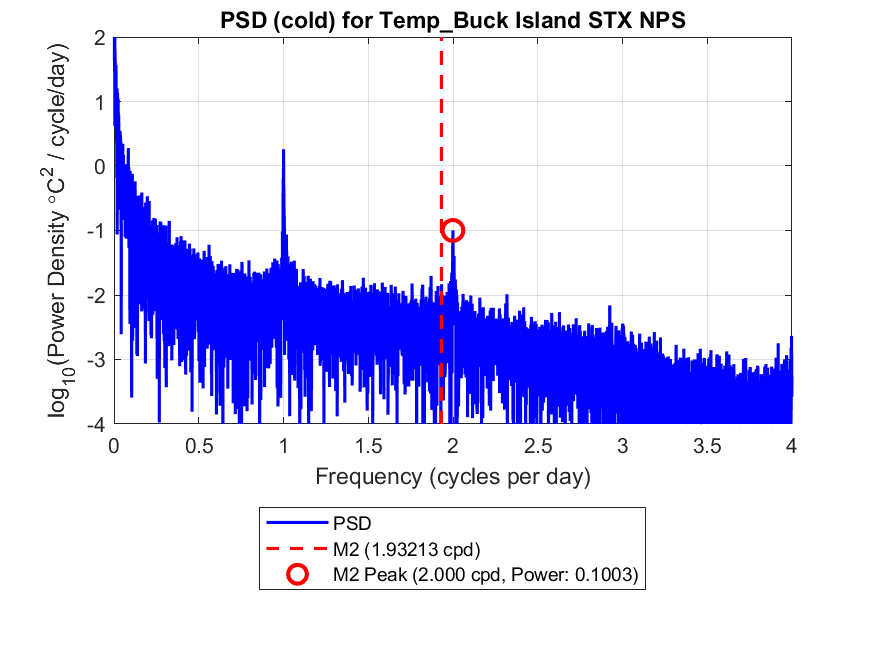 PSD (cold) for Temp_Buck Island STX NPS
log10(Power Density °C2 / cycle/day)
2
1
0
-1
-2
-3
-4
0 0.5 1 1.5 2 2.5 3 3.5 4
Frequency (cycles per day)
PSD
M2 (1.93213 cpd)
M2 Peak (2.000 cpd, Power: 0.1003)